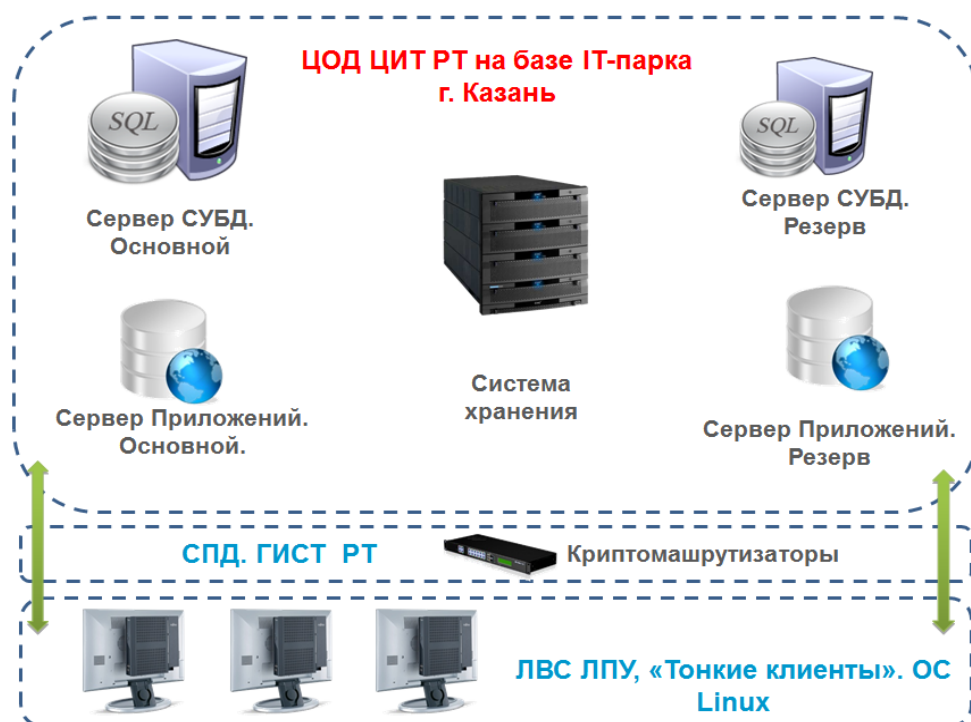 ЦОД ЦИТ РТ на базе IT-парка
г. Казань
SQL
SQL
Сервер СУБД.
Основной
Сервер СУБД.
Резерв
Система
хранения
Сервер Приложений.
Основной.
Сервер Приложений.
Резерв
СПД. ГИСТ РТ
Криптомашрутизаторы
ЛВС ЛПУ, «Тонкие клиенты». ОС
Linux